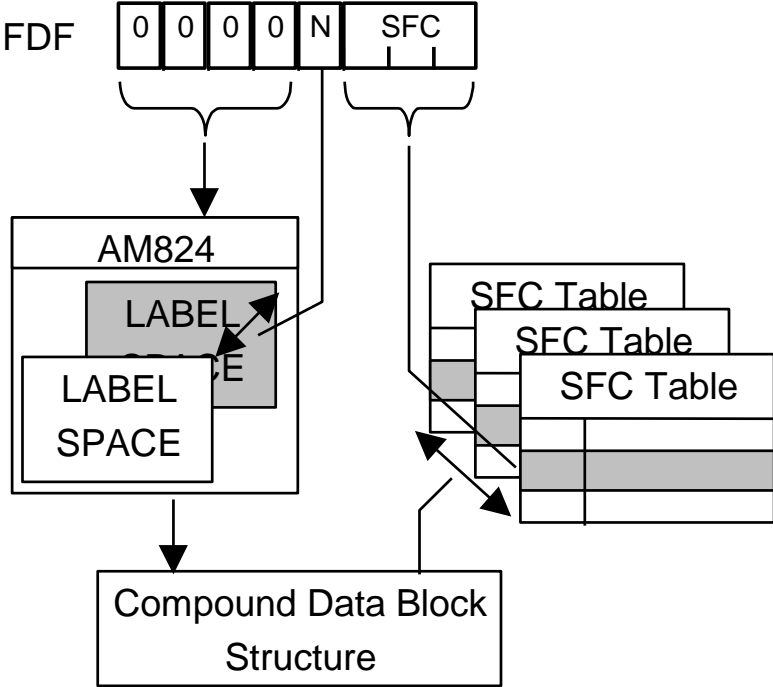 FDF 0 0 0 0 N SFC
AM824
LABEL
SPACE
LABEL
SPACE
SFC Table
SFC Table
SFC Table
Compound Data Block
Structure